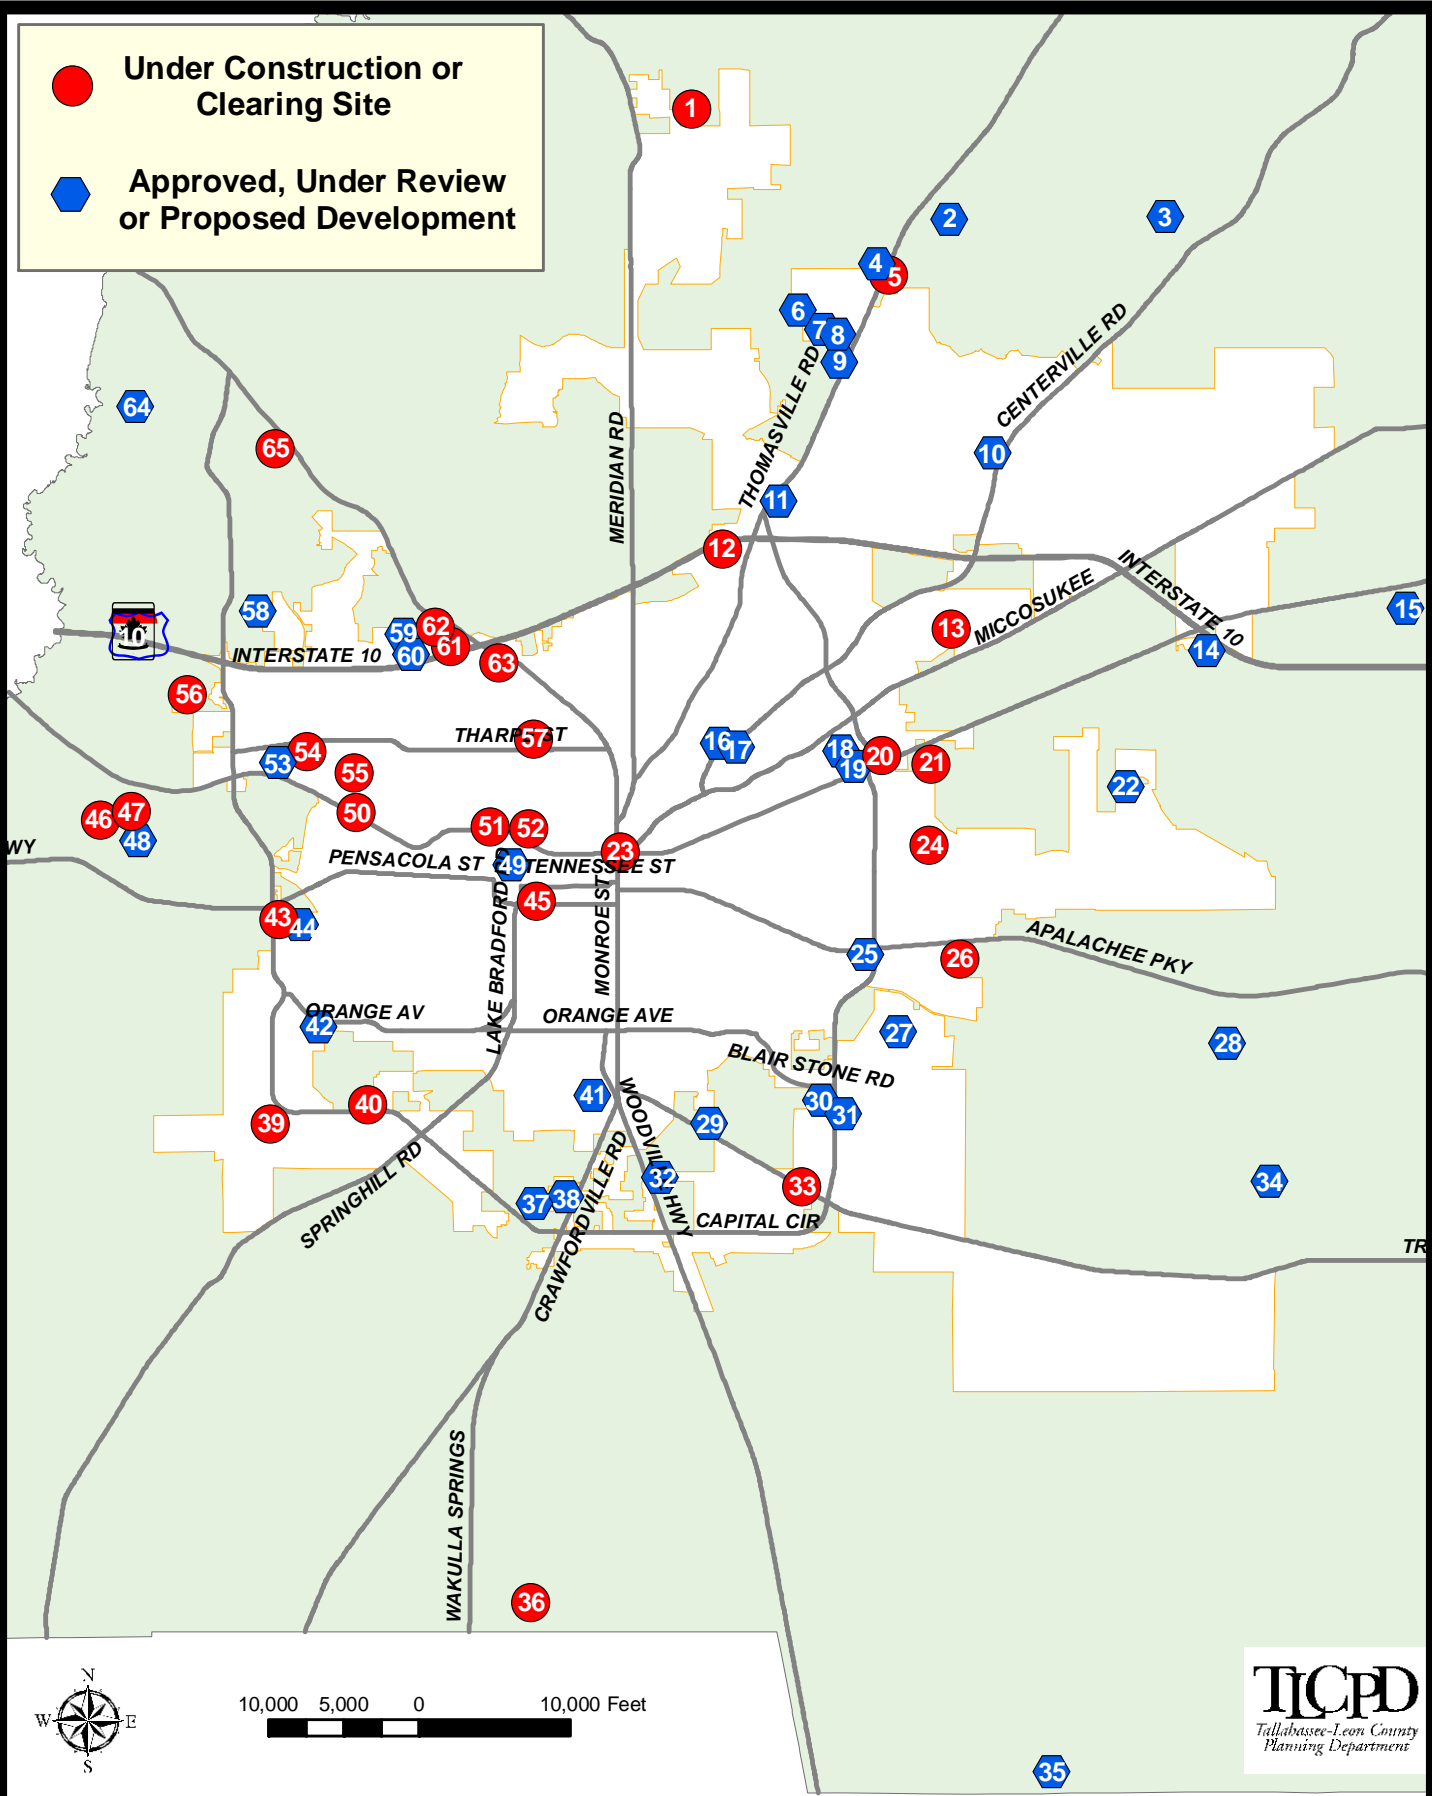 Under Construction or
Clearing Site
Approved, Under Review
or Proposed Development
1
2
3
4
5
6
7
8
9
CENTERVILLE RD
THOMASVILLE RD
MERIDIAN RD
64
65
10
11
12
INTERSTATE 10
MICCOSUKEE
58
59
62
61
60
63
10
INTERSTATE 10
13
14
15
56
THARPE ST
57
54
53
55
16
17
18
19
20
21
22
46
47
48
50
51
52
23
24
WY
PENSACOLA ST
49
TENNESSEE ST
45
43
44
LAKE BRADFORD RD
MONROE ST
25
26
APALACHEE PKY
ORANGE AV
42
ORANGE AVE
27
28
BLAIR STONE RD
39
40
41
WOODVILLE HWY
29
30
31
SPRINGHILL RD
37
38
CRAWFORDVILLE RD
32
33
34
CAPITAL CIR
TR
WAKULLA SPRINGS
36
N
W
E
S
10,000 5,000 0 10,000 Feet
35
TLCPD
Tallahassee-Leon County
Planning Department